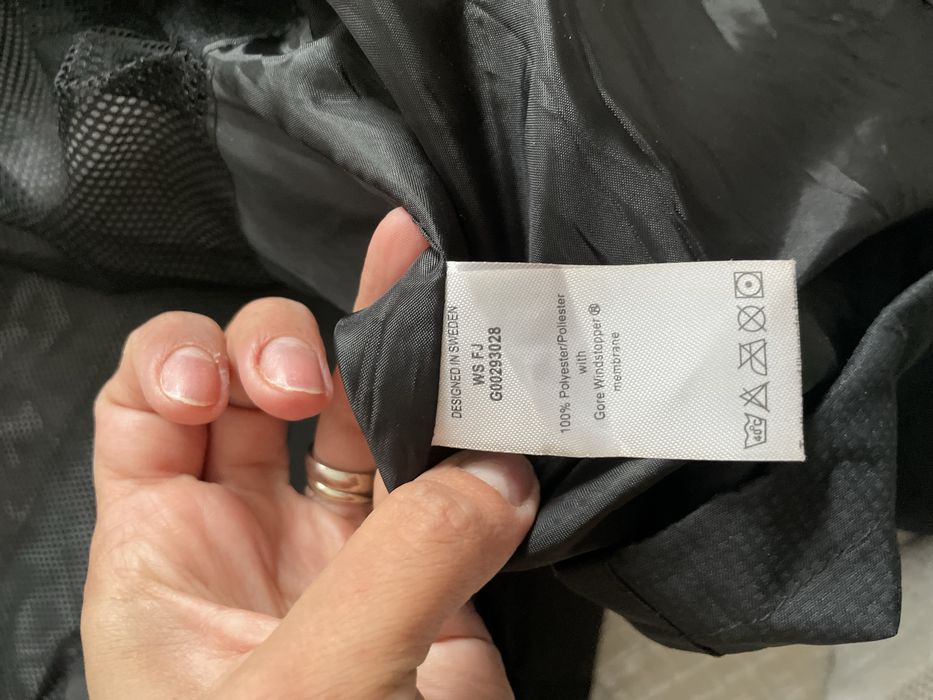 DESIGNED IN SWEDEN
WS FJ
G00293028
100% Polyester/Poliester
with
Gore Windstopper ®
membrane
40°C